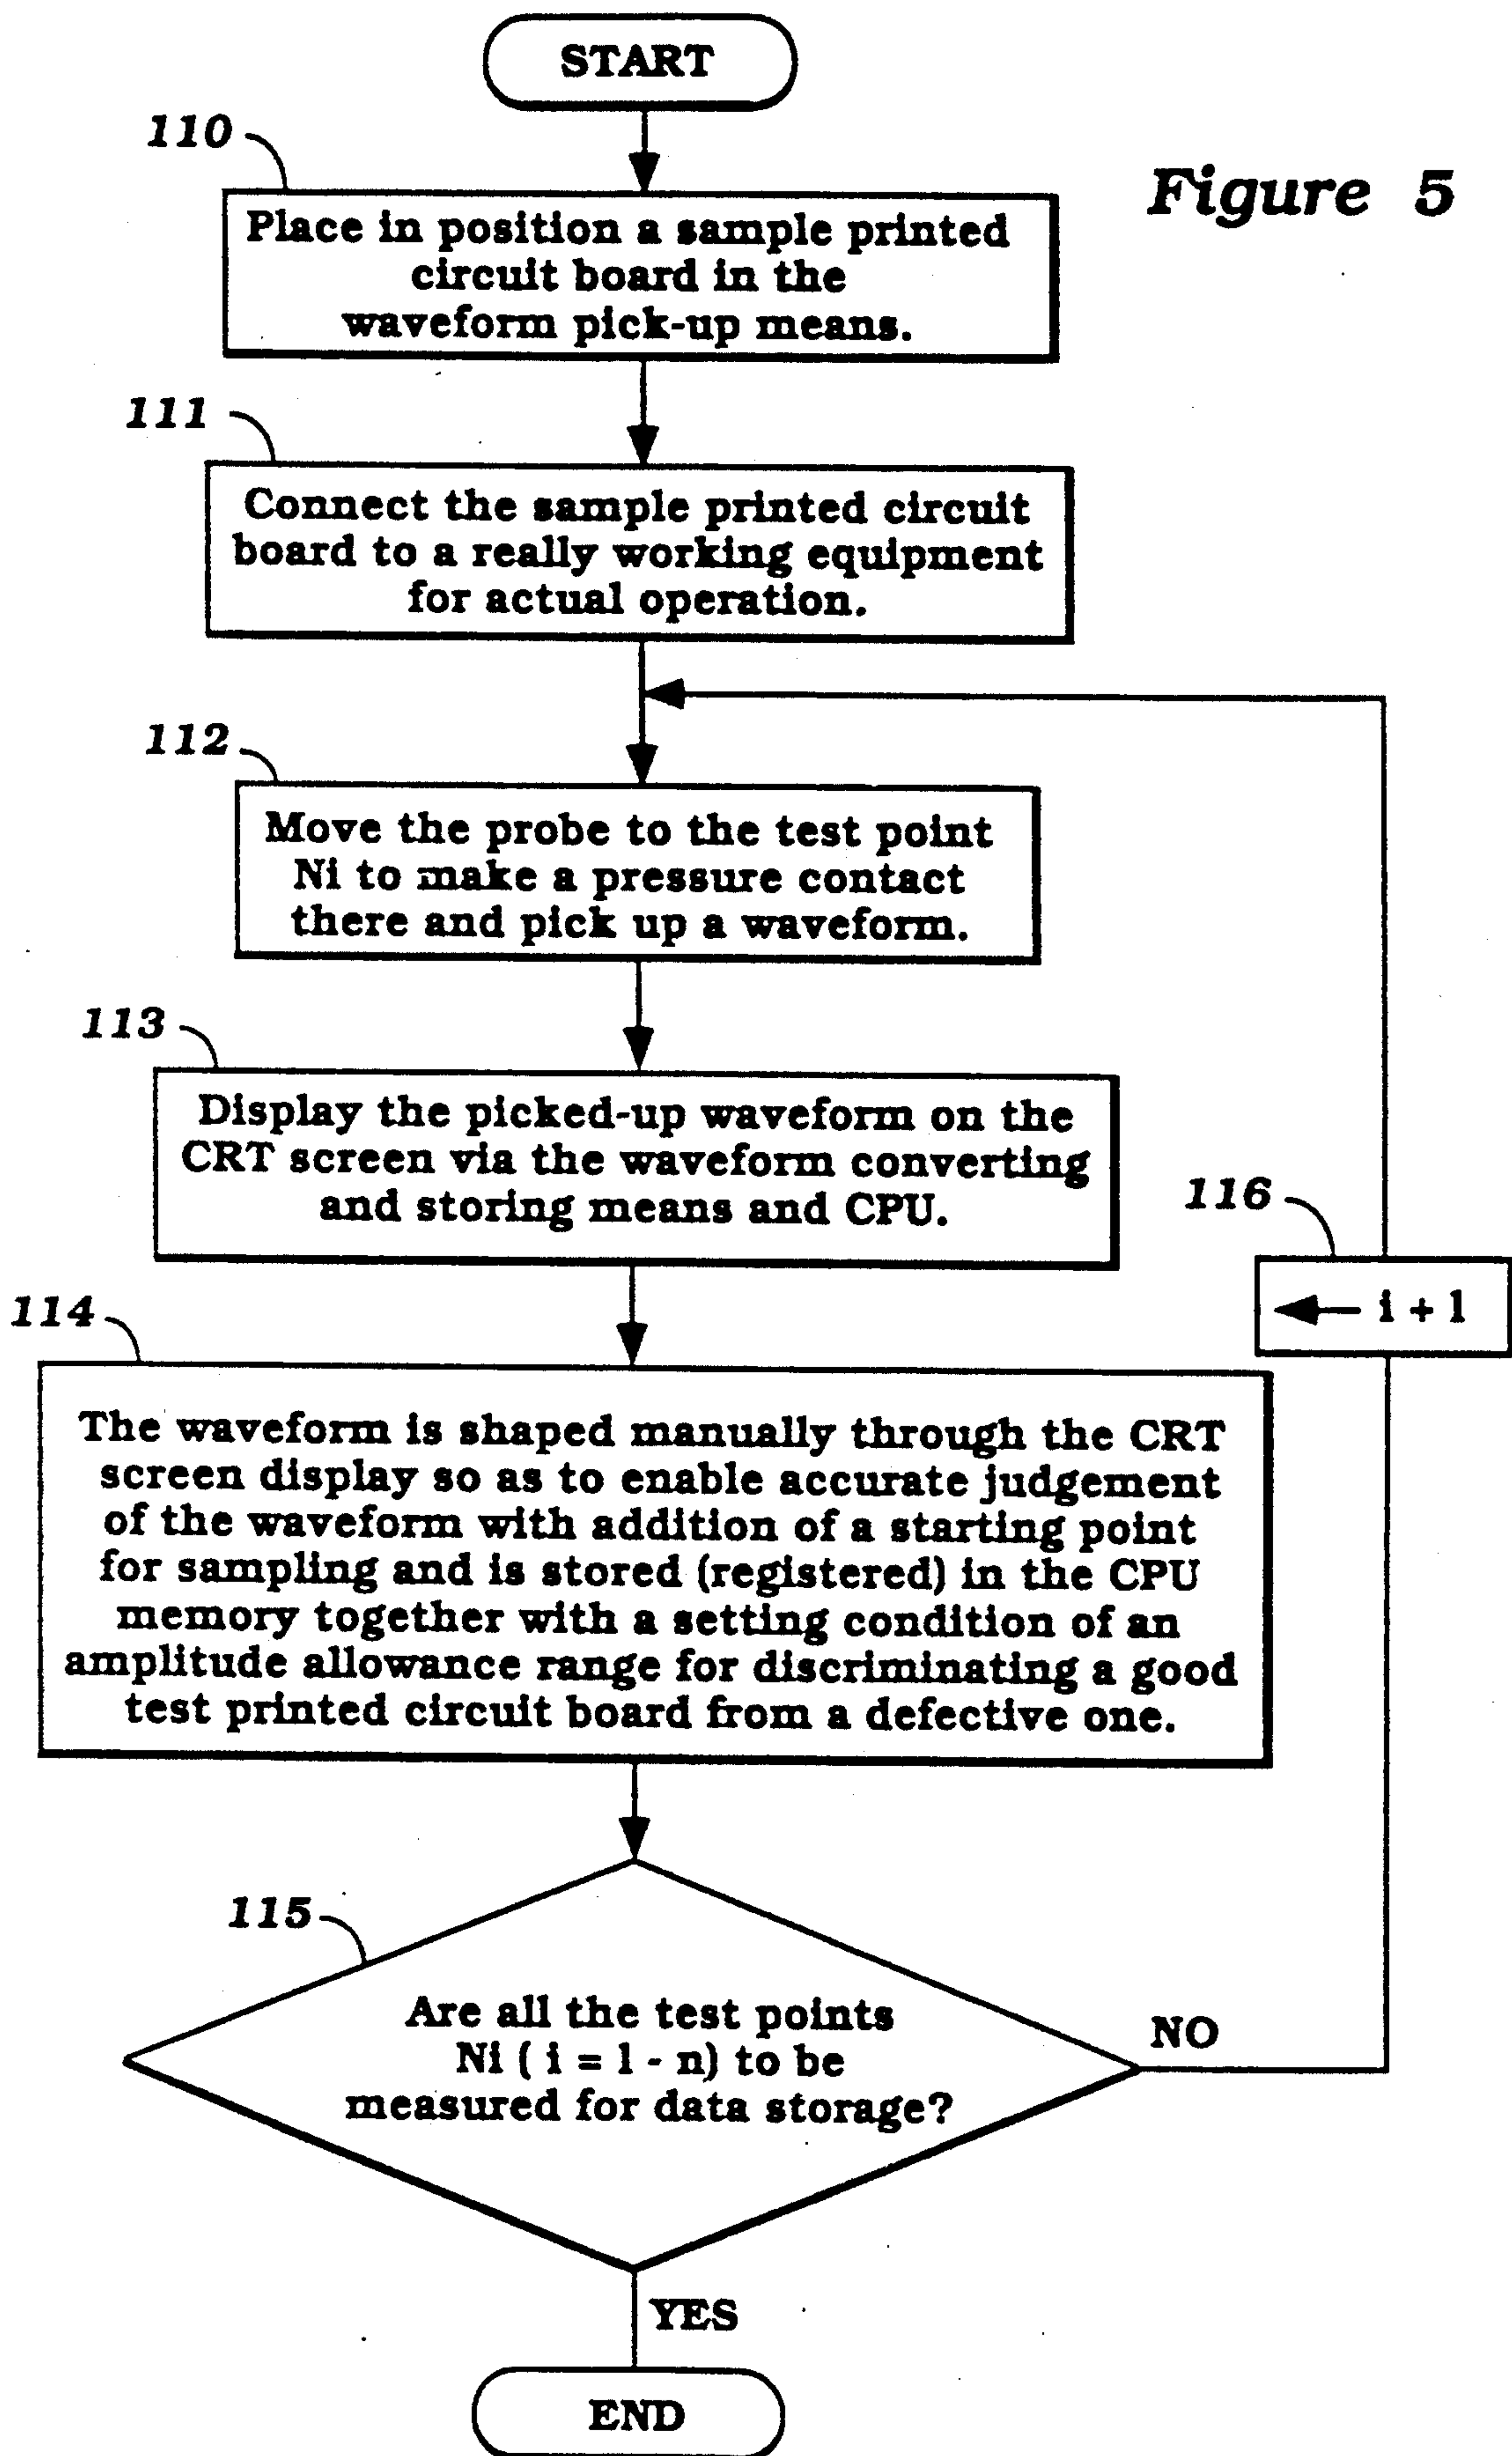 START
110
Figure 5
Place in position a sample printed
circuit board in the
waveform pick-up means.
111
Connect the sample printed circuit
board to a really working equipment
for actual operation.
112
Move the probe to the test point
Ni to make a pressure contact
there and pick up a waveform.
113
Display the picked-up waveform on the
CRT screen via the waveform converting
and storing means and CPU.
116
← i + 1
114
The waveform is shaped manually through the CRT
screen display so as to enable accurate judgement
of the waveform with addition of a starting point
for sampling and is stored (registered) in the CPU
memory together with a setting condition of an
amplitude allowance range for discriminating a good
test printed circuit board from a defective one.
115
Are all the test points
Ni ( i = 1 - n) to be
measured for data storage?
NO
YES
END